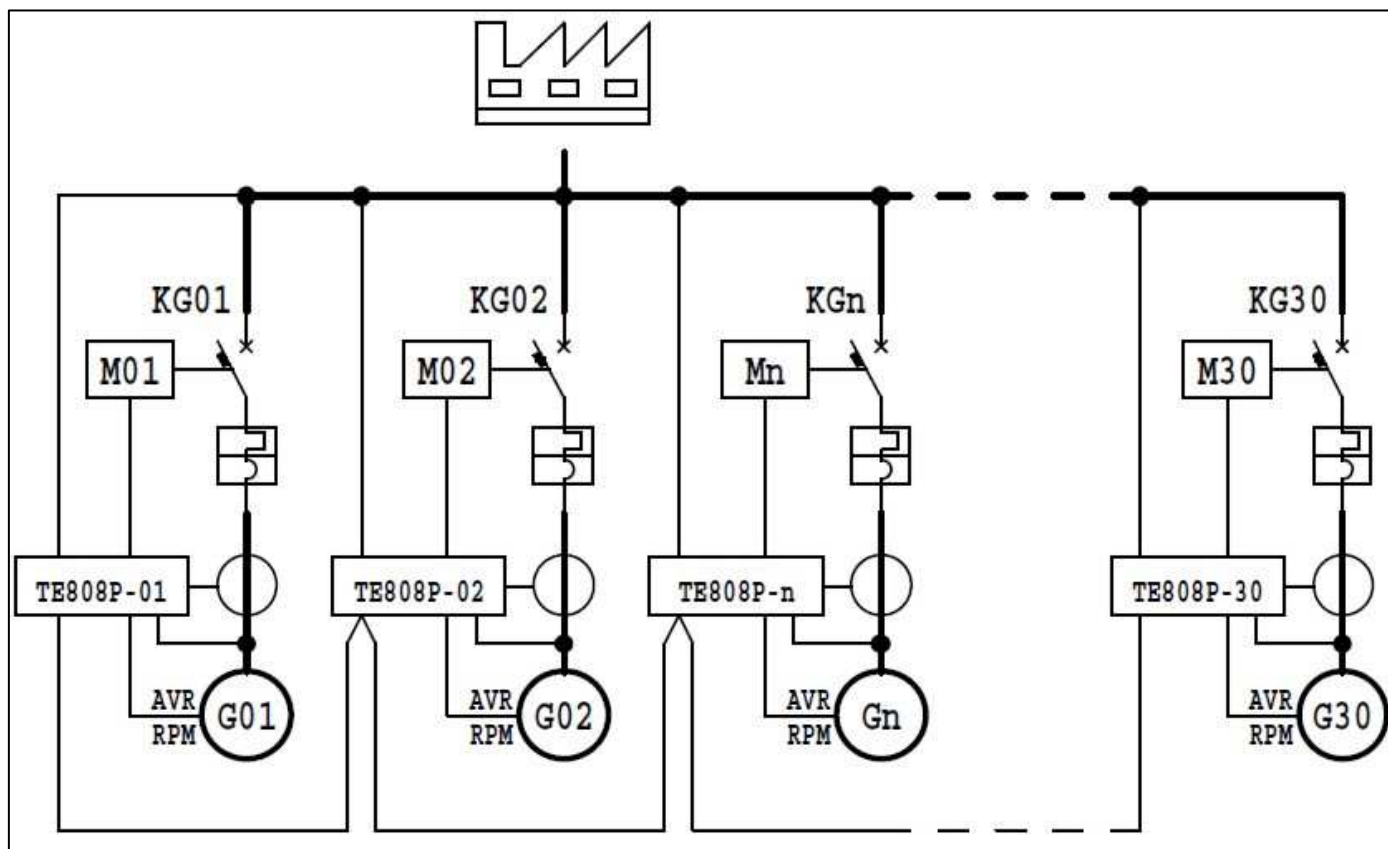 KG01 KG02 KGn KG30
M01 M02 Mn M30
TE808P-01 TE808P-02 TE808P-n TE808P-30
AVR AVR AVR AVR
G01 G02 Gn G30
RPM RPM RPM RPM